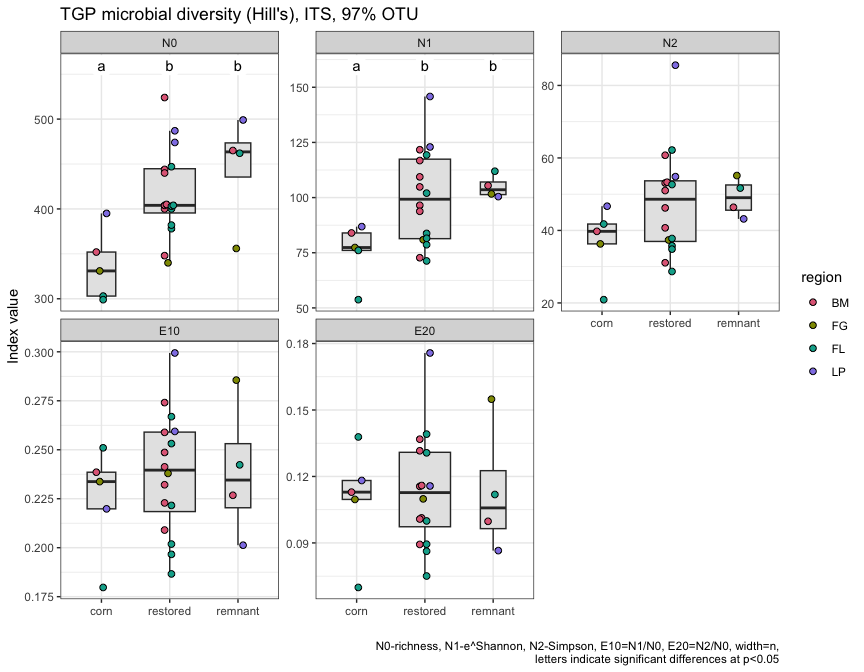 TGP microbial diversity (Hill's), ITS, 97% OTU
N0
N1
N2
a b b
a b b
500
400
300
150
125
100
75
50
80
60
40
20
corn restored remnant
Index value
E10
E20
0.300
0.275
0.250
0.225
0.200
0.175
0.18
0.15
0.12
0.09
corn restored remnant
corn restored remnant
region
BM
FG
FL
LP
N0-richness, N1-e^Shannon, N2-Simpson, E10=N1/N0, E20=N2/N0, width=n,
letters indicate significant differences at p<0.05